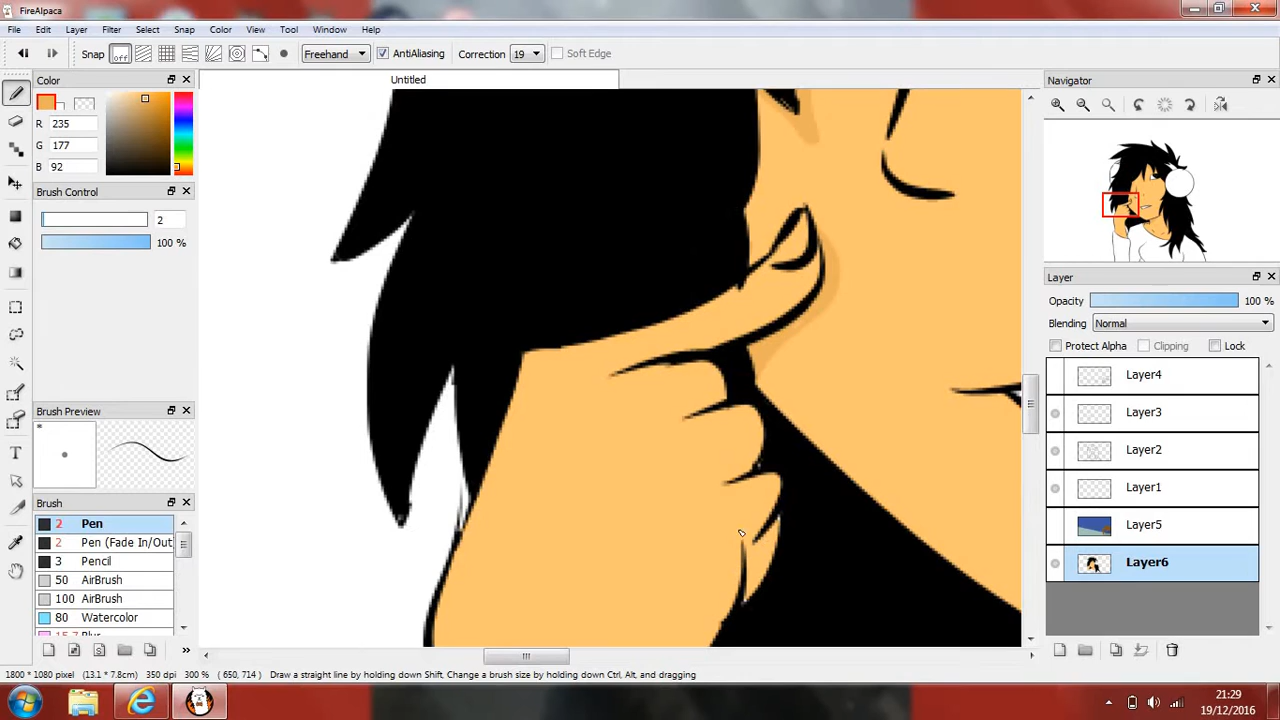 FireAlpaca
File Edit Layer Filter Select Snap Color View Tool Window Help
Snap off Freehand AntiAliasing Correction 19 Soft Edge
Color
R 235
G 177
B 92
Brush Control
2
100 %
Brush Preview
Brush
2 Pen
2 Pen (Fade In/Out
3 Pencil
50 AirBrush
100 AirBrush
80 Watercolor
Untitled
Navigator
Layer
Opacity 100 %
Blending Normal
Protect Alpha Clipping Lock
Layer4
Layer3
Layer2
Layer1
Layer5
Layer6
1800 * 1080 pixel (13.1 * 7.8cm) 350 dpi 300 % ( 650, 714 ) Draw a straight line by holding down Shift, Change a brush size by holding down Ctrl, Alt, and dragging
21:29
19/12/2016